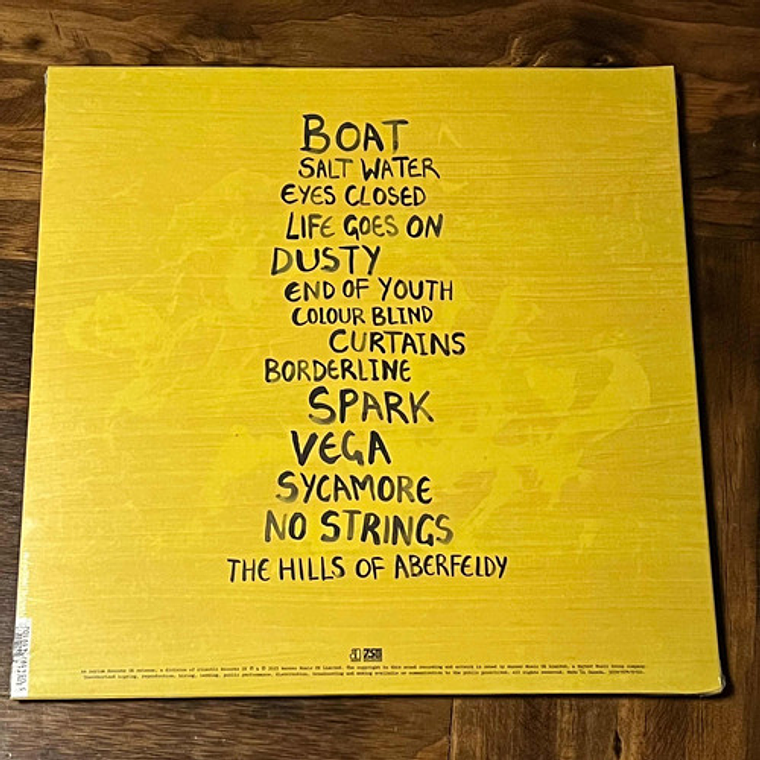 BOAT
SALT WATER
EYES CLOSED
LIFE GOES ON
DUSTY
END OF YOUTH
COLOUR BLIND
CURTAINS
BORDERLINE
SPARK
VEGA
SYCAMORE
NO STRINGS
THE HILLS OF ABERFELDY